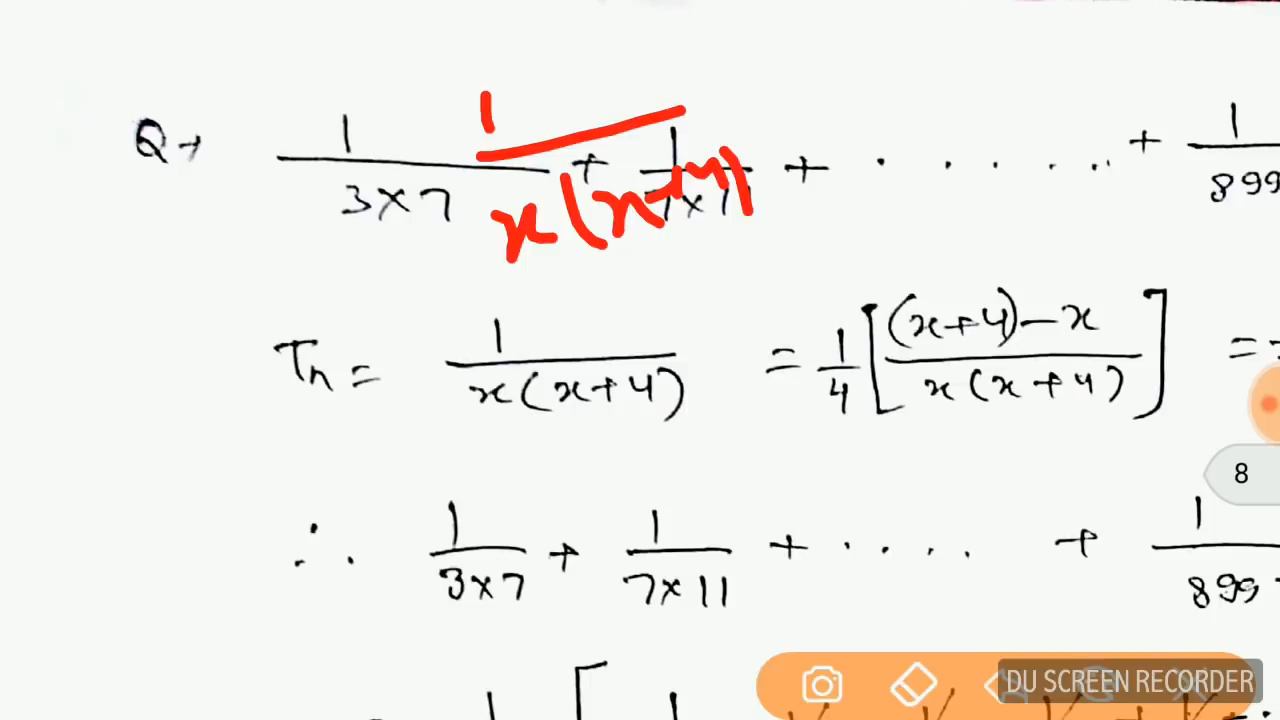 Q→ 1/(3×7) + 1/(7×11) + ..... + 1/899
1/(x(x+4))
Tn = 1/(x(x+4)) = 1/4 [((x+4)-x)/(x(x+4))] =
8
∴ 1/(3×7) + 1/(7×11) + .... + 1/899
DU SCREEN RECORDER